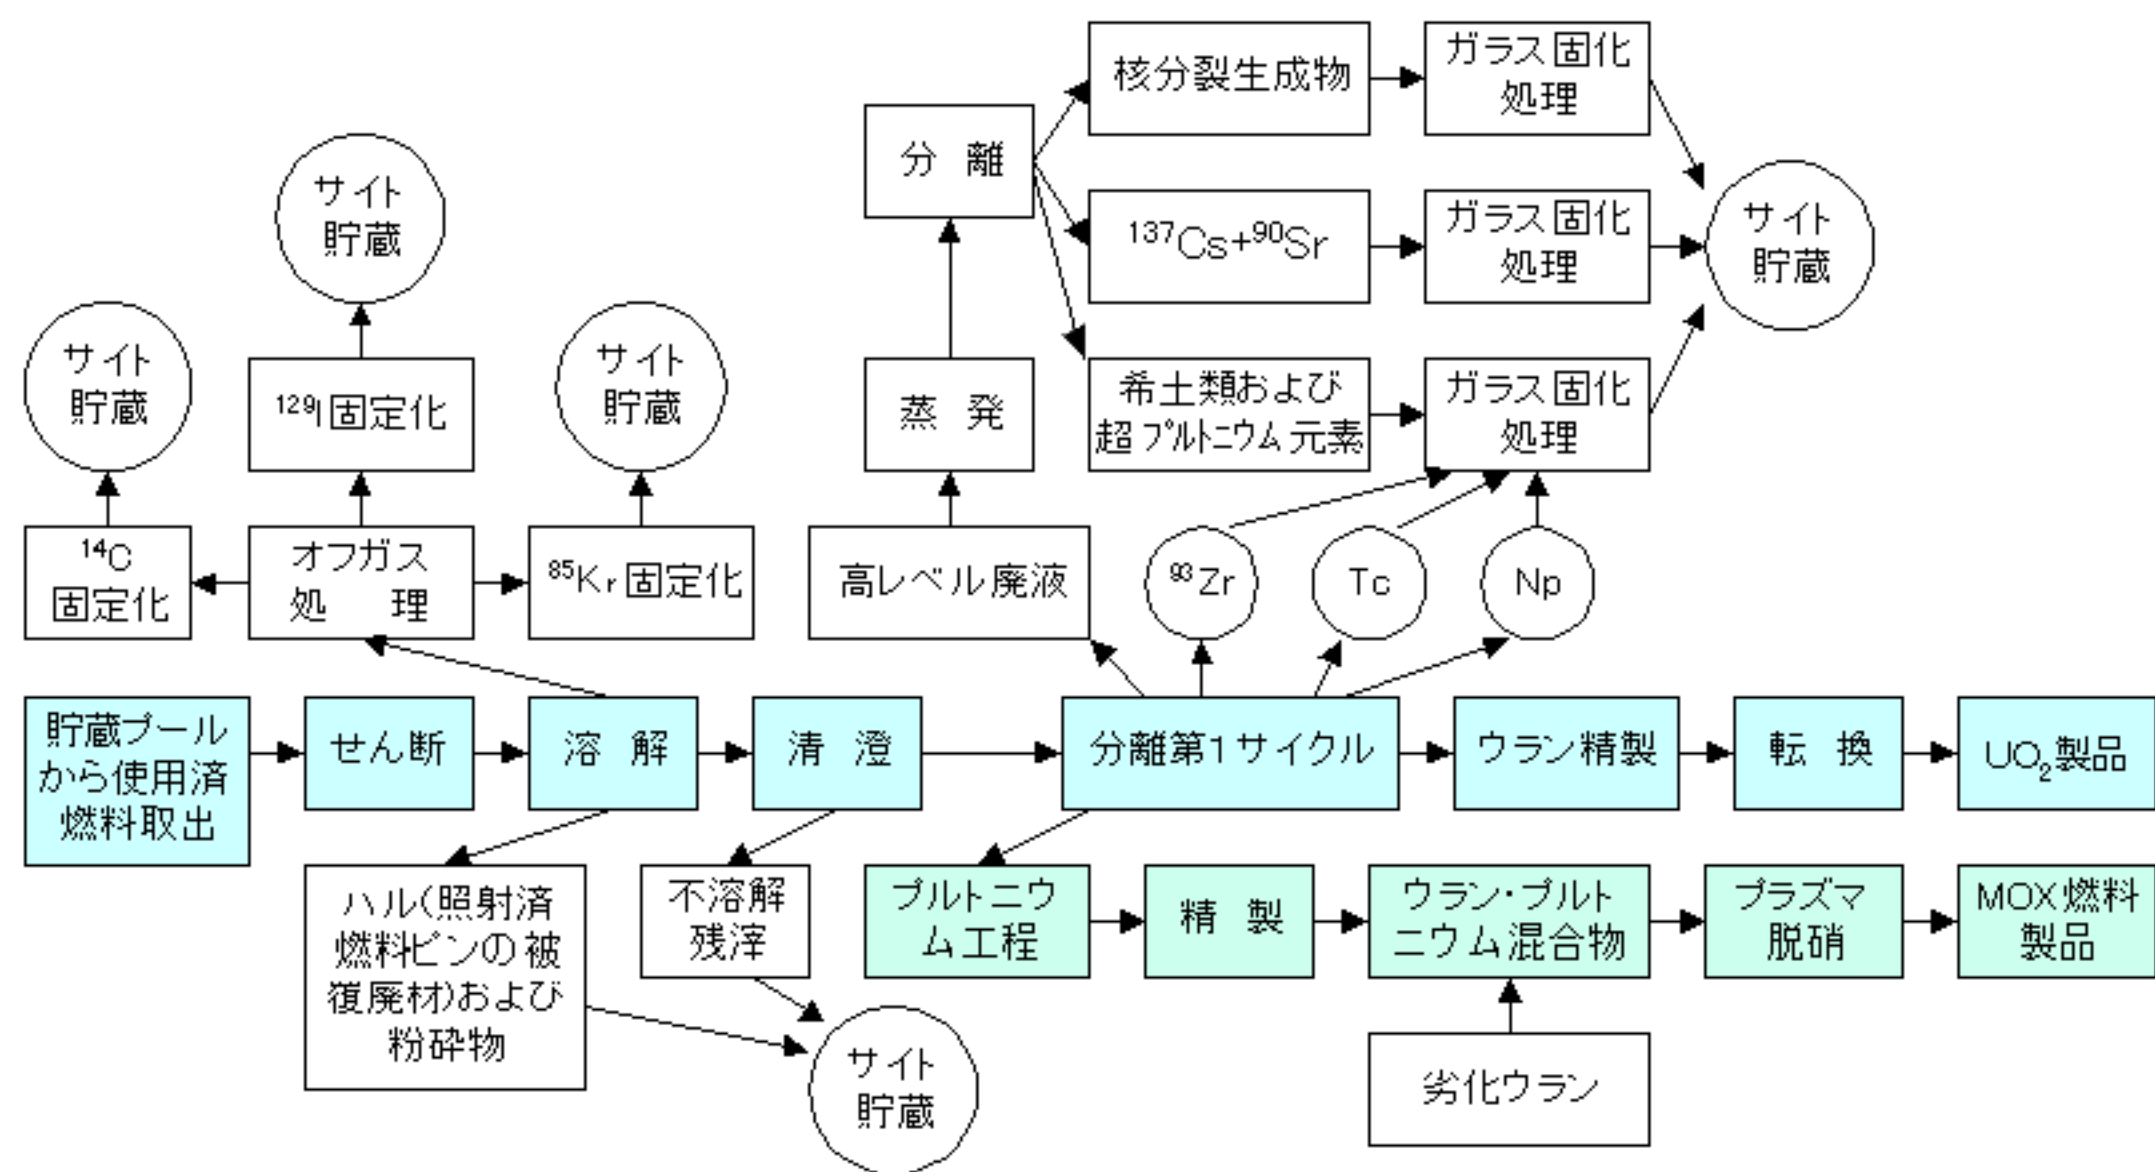 核分裂生成物
ガラス固化
処理
分 離
サイト
貯蔵
¹³⁷Cs+⁹⁰Sr
ガラス固化
処理
サイト
貯蔵
サイト
貯蔵
¹²⁹I固定化
サイト
貯蔵
蒸 発
希土類および
超プルトニウム元素
ガラス固化
処理
¹⁴C
固定化
オフガス
処 理
⁸⁵Kr固定化
高レベル廃液
⁹³Zr
Tc
Np
貯蔵プール
から使用済
燃料取出
せん断
溶 解
清 澄
分離第1サイクル
ウラン精製
転 換
UO₂製品
ハル(照射済
燃料ピンの被
覆廃材)および
粉砕物
不溶解
残滓
プルトニウ
ム工程
精 製
ウラン・プルト
ニウム混合物
プラズマ
脱硝
MOX燃料
製品
サイト
貯蔵
劣化ウラン